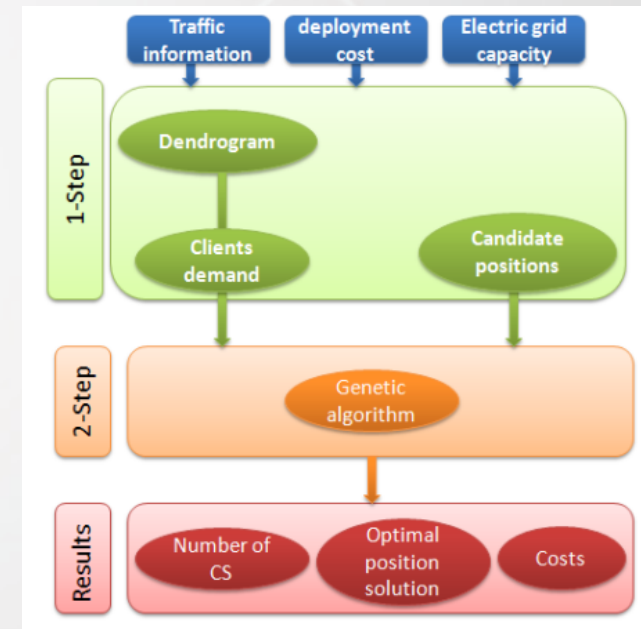 Traffic
information
deployment
cost
Electric grid
capacity
1-Step
Dendrogram
Clients
demand
Candidate
positions
2-Step
Genetic
algorithm
Results
Number of
CS
Optimal
position
solution
Costs